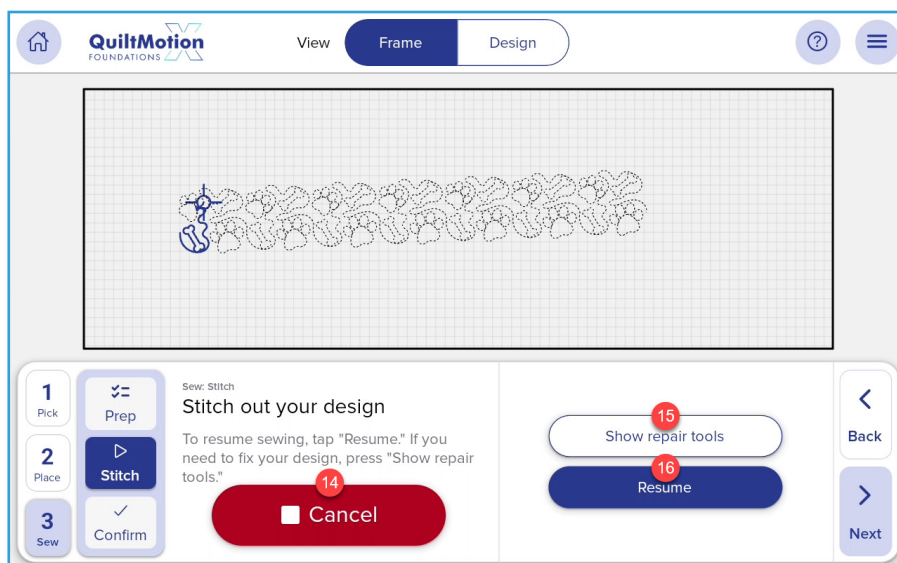 QuiltMotion
FOUNDATIONS
View
Frame
Design
?
1
Pick
2
Place
3
Sew
Prep
Stitch
Confirm
Sew: Stitch
Stitch out your design
To resume sewing, tap "Resume." If you
need to fix your design, press "Show repair
tools."
14
Cancel
15
Show repair tools
16
Resume
Back
Next